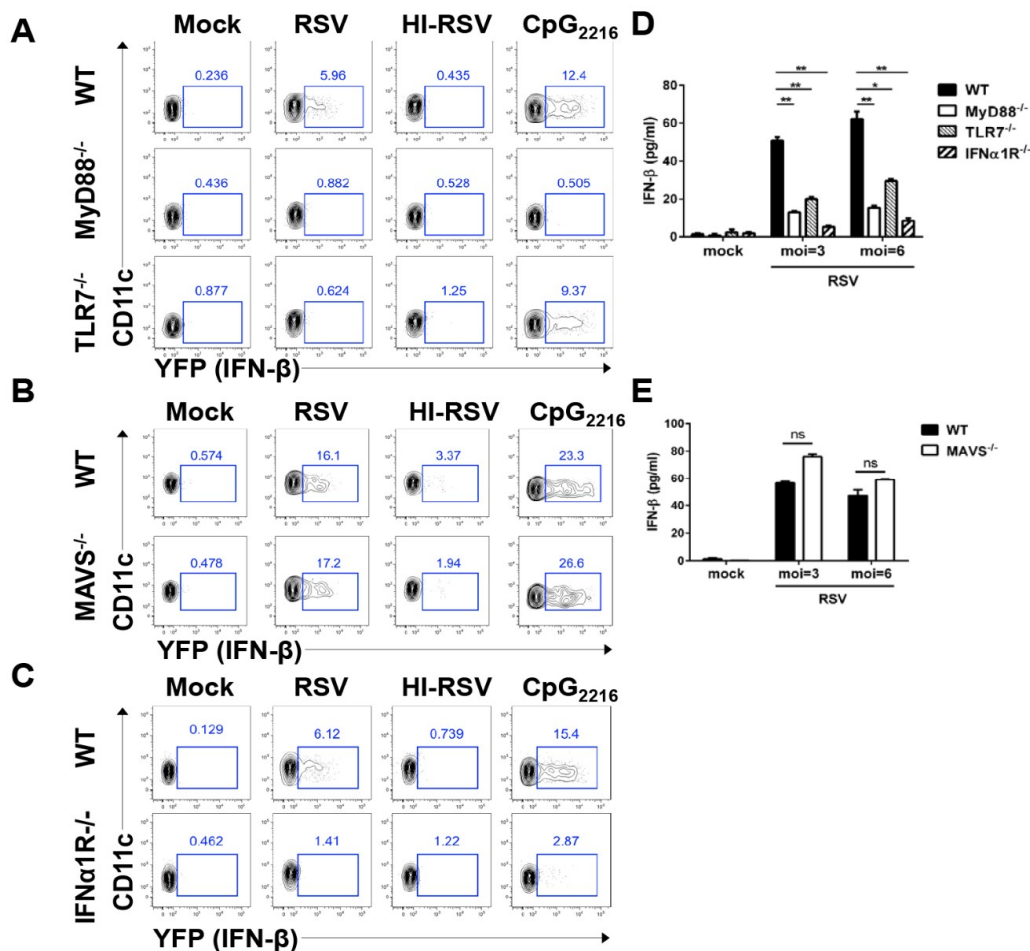 A
Mock RSV HI-RSV CpG2216
WT
0.236 5.96 0.435 12.4
MyD88-/-
0.436 0.882 0.528 0.505
TLR7-/-
0.877 0.624 1.25 9.37
CD11c
YFP (IFN-β)
B
Mock RSV HI-RSV CpG2216
WT
0.574 16.1 3.37 23.3
MAVS-/-
0.478 17.2 1.94 26.6
CD11c
YFP (IFN-β)
C
Mock RSV HI-RSV CpG2216
WT
0.129 6.12 0.739 15.4
IFNα1R-/-
0.462 1.41 1.22 2.87
CD11c
YFP (IFN-β)
D
** 
** *
** **
80
60
40
20
0
IFN-β (pg/ml)
WT
MyD88-/-
TLR7-/-
IFNα1R-/-
mock moi=3 moi=6
RSV
E
100
80
60
40
20
0
IFN-β (pg/ml)
ns ns
WT
MAVS-/-
mock moi=3 moi=6
RSV